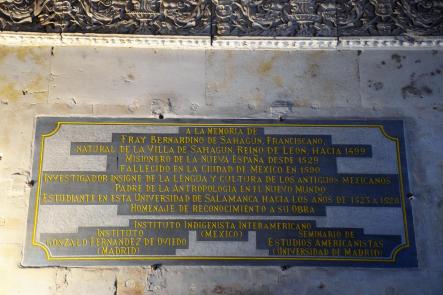 A LA MEMORIA DE
FRAY BERNARDINO DE SAHAGUN, FRANCISCANO,
NATURAL DE LA VILLA DE SAHAGUN, REINO DE LEON, HACIA 1499
MISIONERO DE LA NUEVA ESPAÑA DESDE 1529
FALLECIDO EN LA CIUDAD DE MEXICO EN 1590
INVESTIGADOR INSIGNE DE LA LENGUA Y CULTURA DE LOS ANTIGUOS MEXICANOS
PADRE DE LA ANTROPOLOGIA EN EL NUEVO MUNDO
ESTUDIANTE EN ESTA UNIVERSIDAD DE SALAMANCA HACIA LOS AÑOS DE 1523 A 1528
HOMENAJE DE RECONOCIMIENTO A SU OBRA
INSTITUTO INDIGENISTA INTERAMERICANO
(MEXICO)
INSTITUTO
GONZALO FERNANDEZ DE OVIEDO
(MADRID)
SEMINARIO DE
ESTUDIOS AMERICANISTAS
(UNIVERSIDAD DE MADRID)